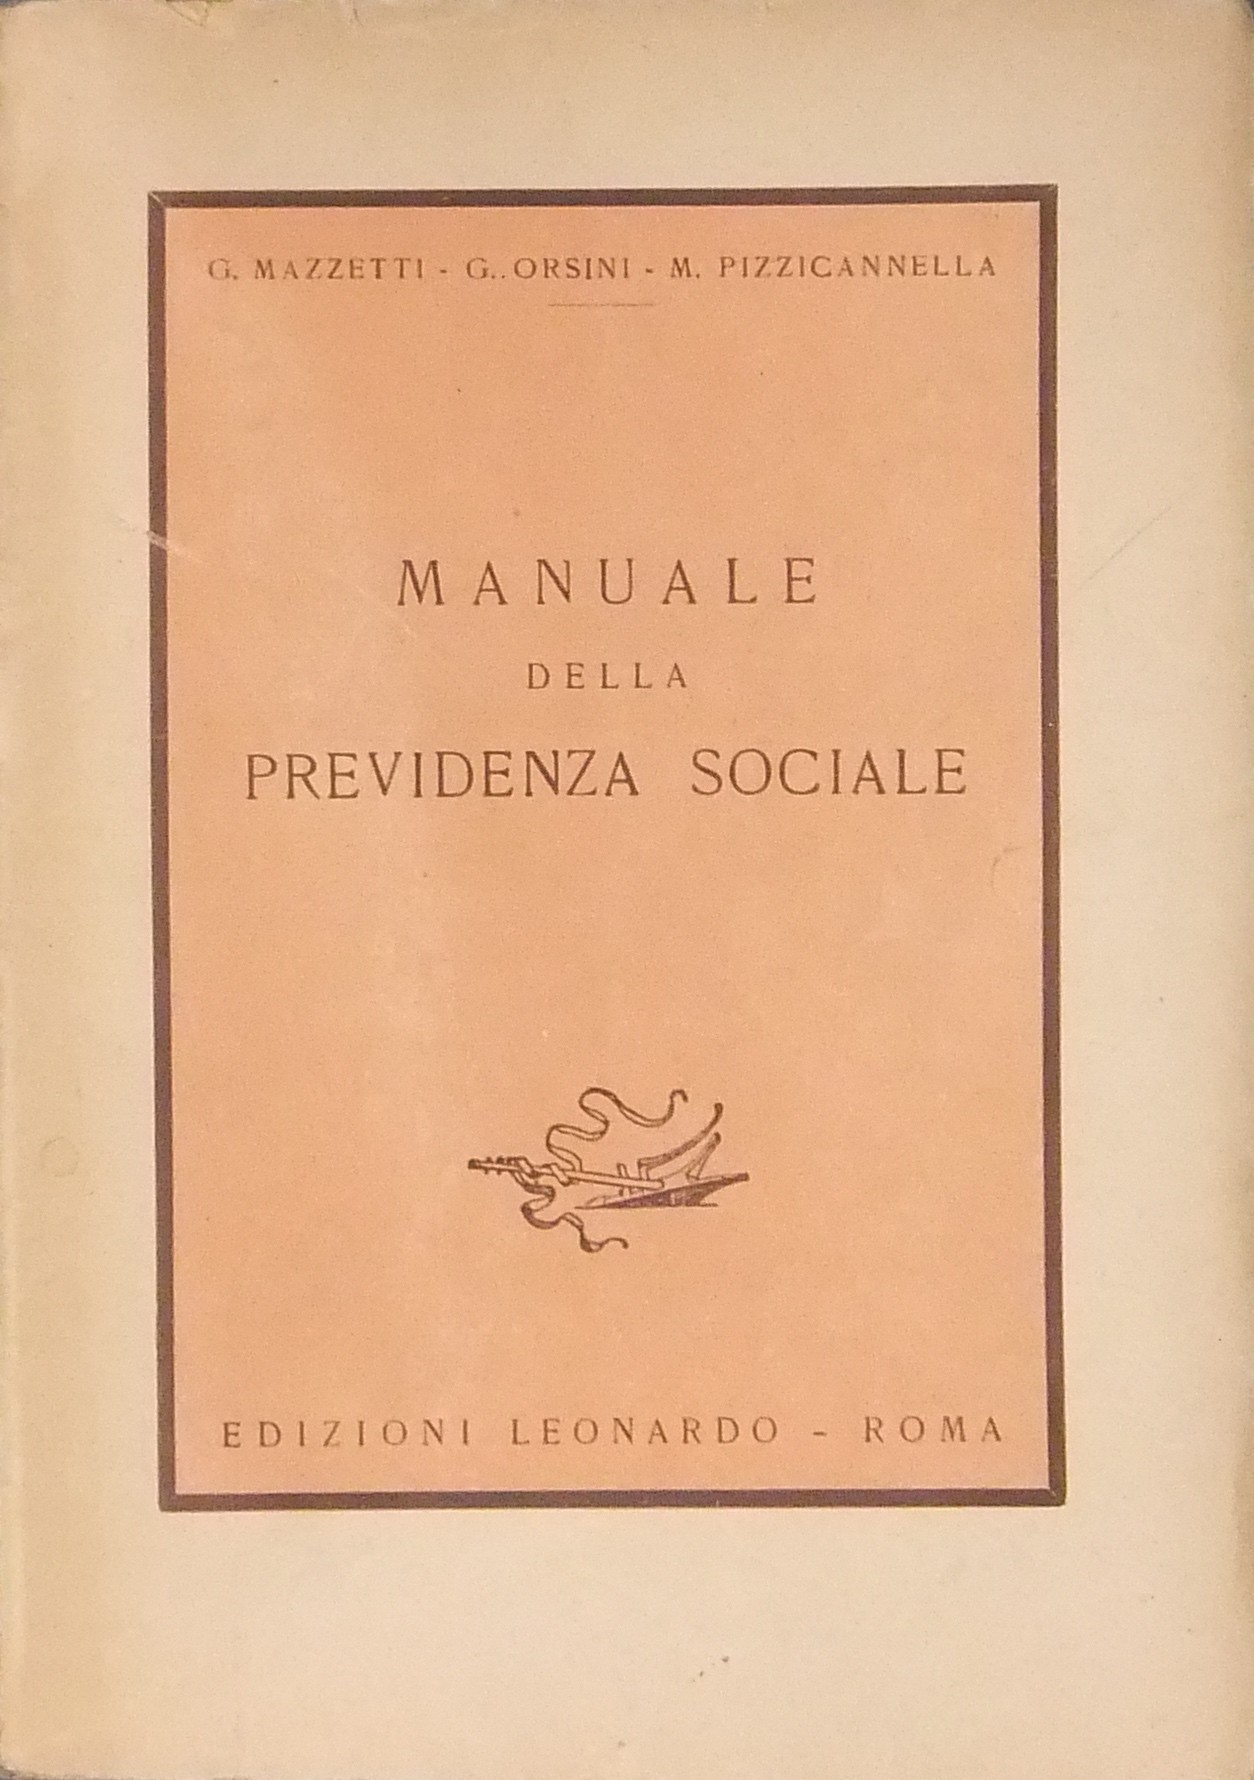 G. MAZZETTI - G. ORSINI - M. PIZZICANNELLA
MANUALE
DELLA
PREVIDENZA SOCIALE
EDIZIONI LEONARDO - ROMA